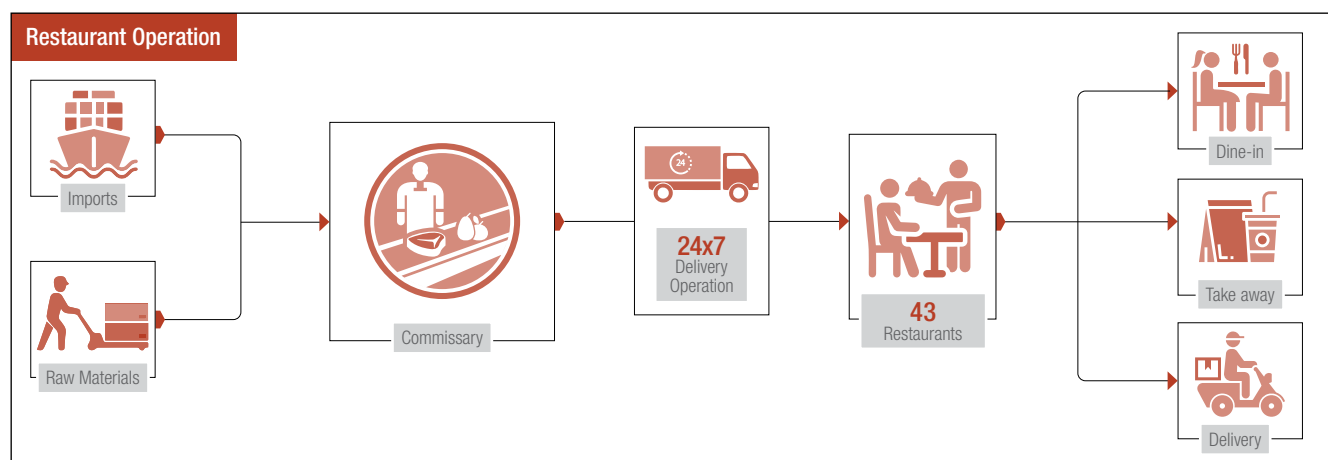 Restaurant Operation
Imports
Raw Materials
Commissary
24
24x7
Delivery
Operation
43
Restaurants
Dine-in
L.
Take away
Delivery